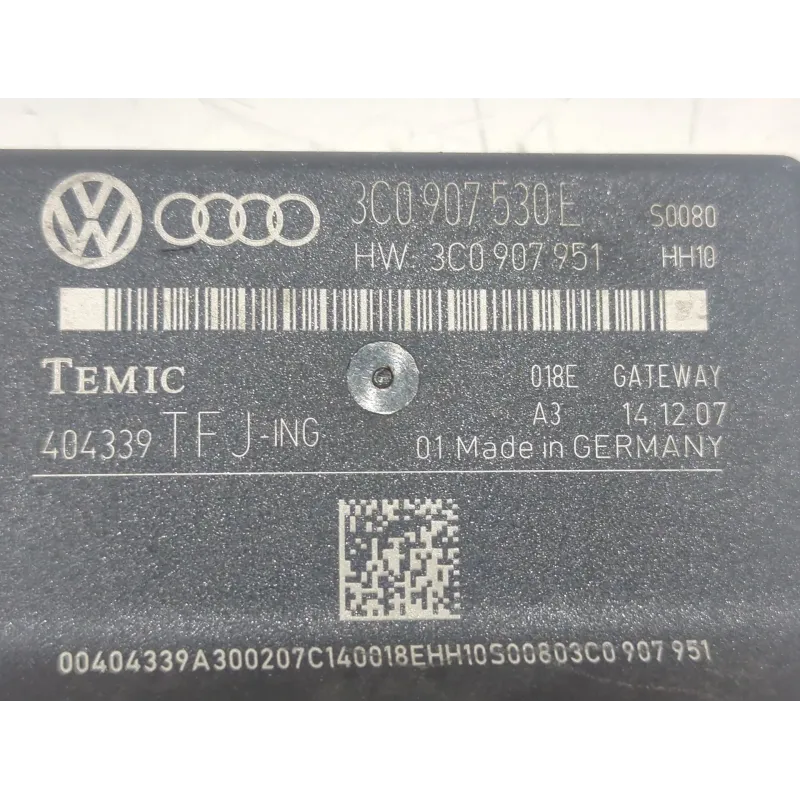 3C0 907 530 E S0080
HW: 3C0 907 951 HH10
TEMIC 018E GATEWAY
A3 14.12.07
404339 TFJ-ING 01 Made in GERMANY
00404339A300207C140018EHH10S00803C0 907 951